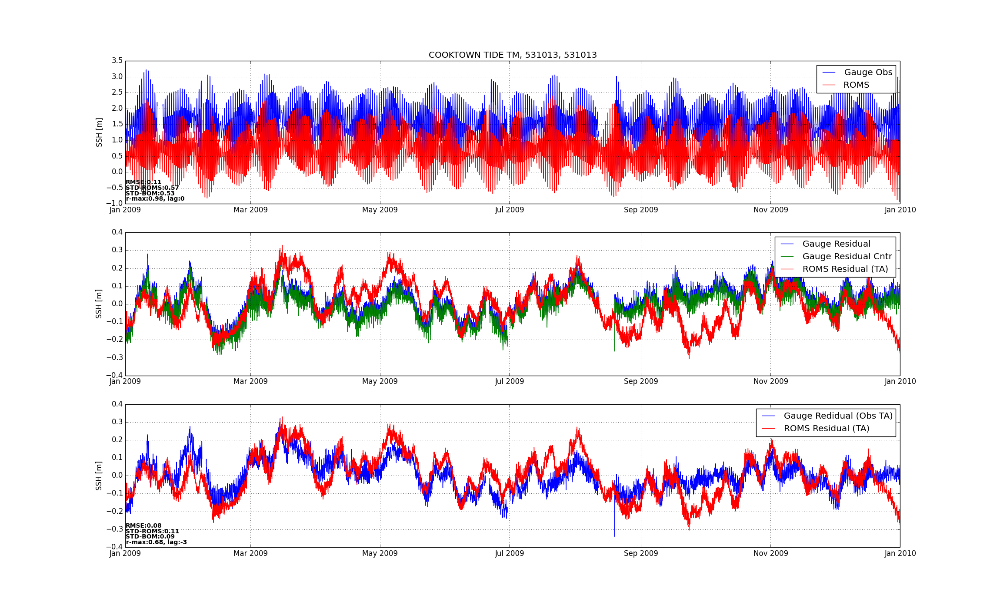 COOKTOWN TIDE TM, 531013, 531013
3.5
3.0
2.5
2.0
1.5
1.0
0.5
0.0
−0.5
−1.0
SSH [m]
Gauge Obs
ROMS
RMSE:0.11
STD-ROMS:0.57
STD-BOM:0.53
r-max:0.98, lag:0
Jan 2009 Mar 2009 May 2009 Jul 2009 Sep 2009 Nov 2009 Jan 2010
0.4
0.3
0.2
0.1
0.0
−0.1
−0.2
−0.3
−0.4
SSH [m]
Gauge Residual
Gauge Residual Cntr
ROMS Residual (TA)
Jan 2009 Mar 2009 May 2009 Jul 2009 Sep 2009 Nov 2009 Jan 2010
0.4
0.3
0.2
0.1
0.0
−0.1
−0.2
−0.3
−0.4
SSH [m]
Gauge Redidual (Obs TA)
ROMS Residual (TA)
RMSE:0.08
STD-ROMS:0.11
STD-BOM:0.09
r-max:0.68, lag:-3
Jan 2009 Mar 2009 May 2009 Jul 2009 Sep 2009 Nov 2009 Jan 2010